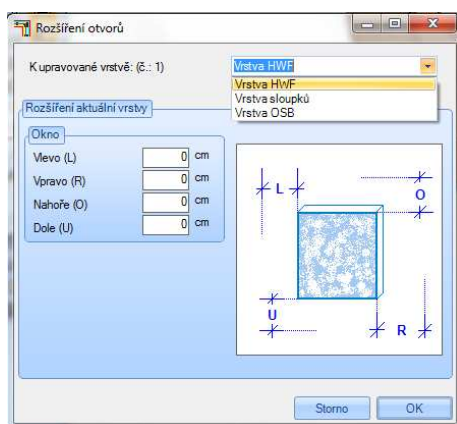 Rozšíření otvorů
K upravované vrstvě: (č.: 1)
Vrstva HWF
Vrstva HWF
Vrstva sloupků
Vrstva OSB
Rozšíření aktuální vrstvy
Okno
Vlevo (L)
0 cm
Vpravo (R)
0 cm
Nahoře (O)
0 cm
Dole (U)
0 cm
L
O
U
R
Storno
OK